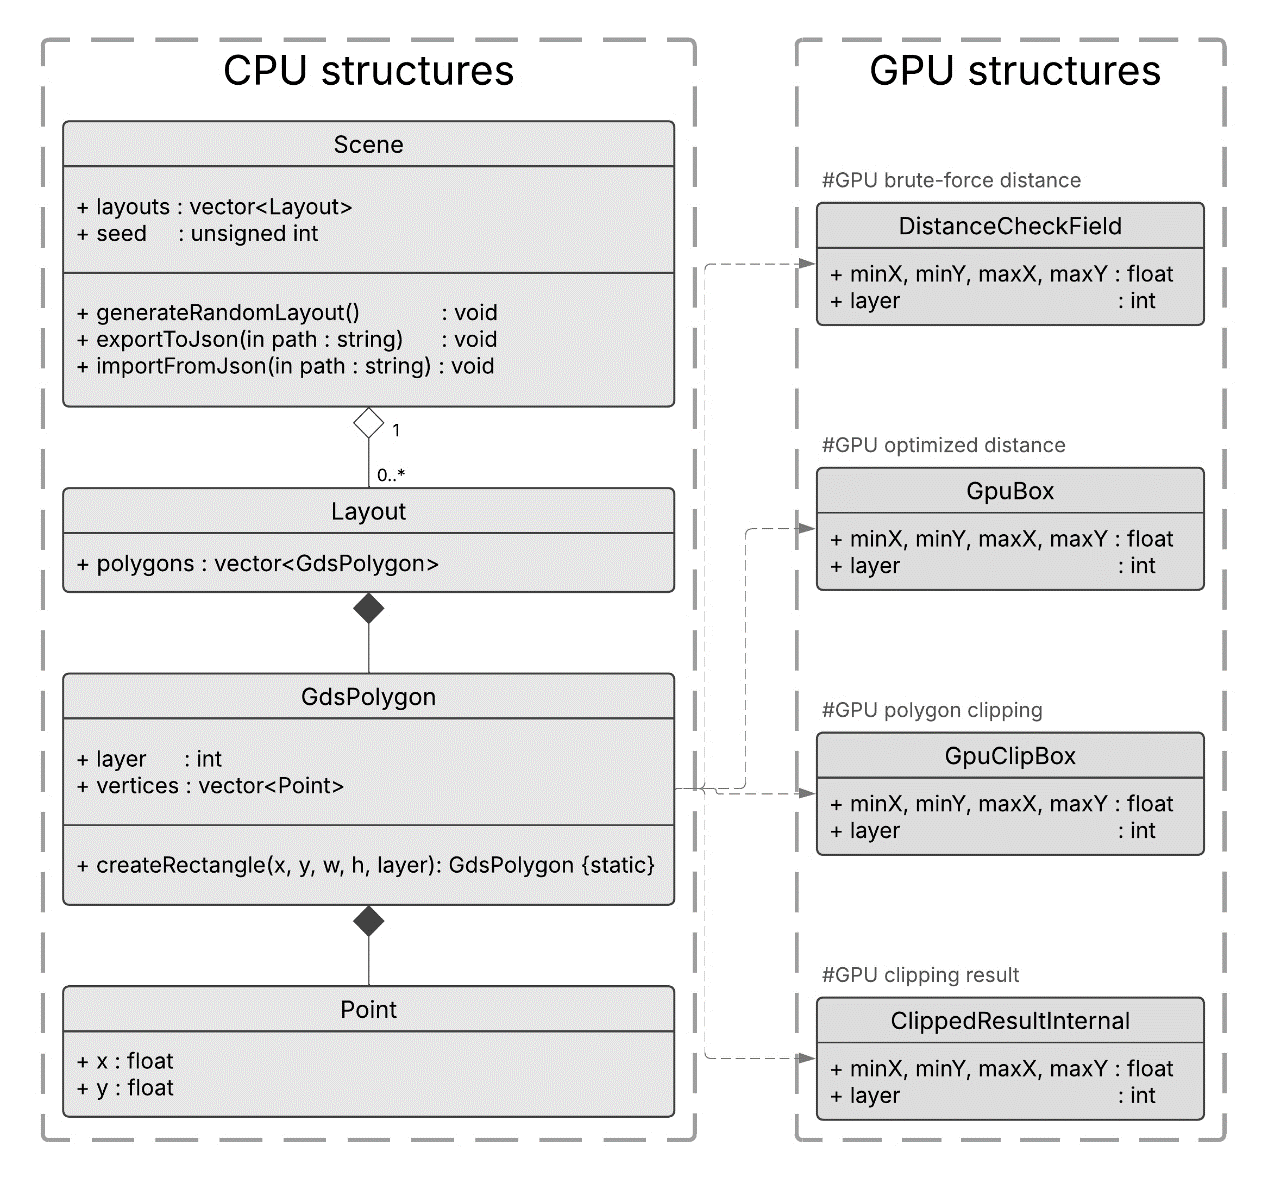 CPU structures
Scene
+ layouts : vector<Layout>
+ seed : unsigned int
+ generateRandomLayout() : void
+ exportToJson(in path : string) : void
+ importFromJson(in path : string) : void
1
0..*
Layout
+ polygons : vector<GdsPolygon>
GdsPolygon
+ layer : int
+ vertices : vector<Point>
+ createRectangle(x, y, w, h, layer): GdsPolygon {static}
Point
+ x : float
+ y : float
GPU structures
#GPU brute-force distance
DistanceCheckField
+ minX, minY, maxX, maxY : float
+ layer : int
#GPU optimized distance
GpuBox
+ minX, minY, maxX, maxY : float
+ layer : int
#GPU polygon clipping
GpuClipBox
+ minX, minY, maxX, maxY : float
+ layer : int
#GPU clipping result
ClippedResultInternal
+ minX, minY, maxX, maxY : float
+ layer : int